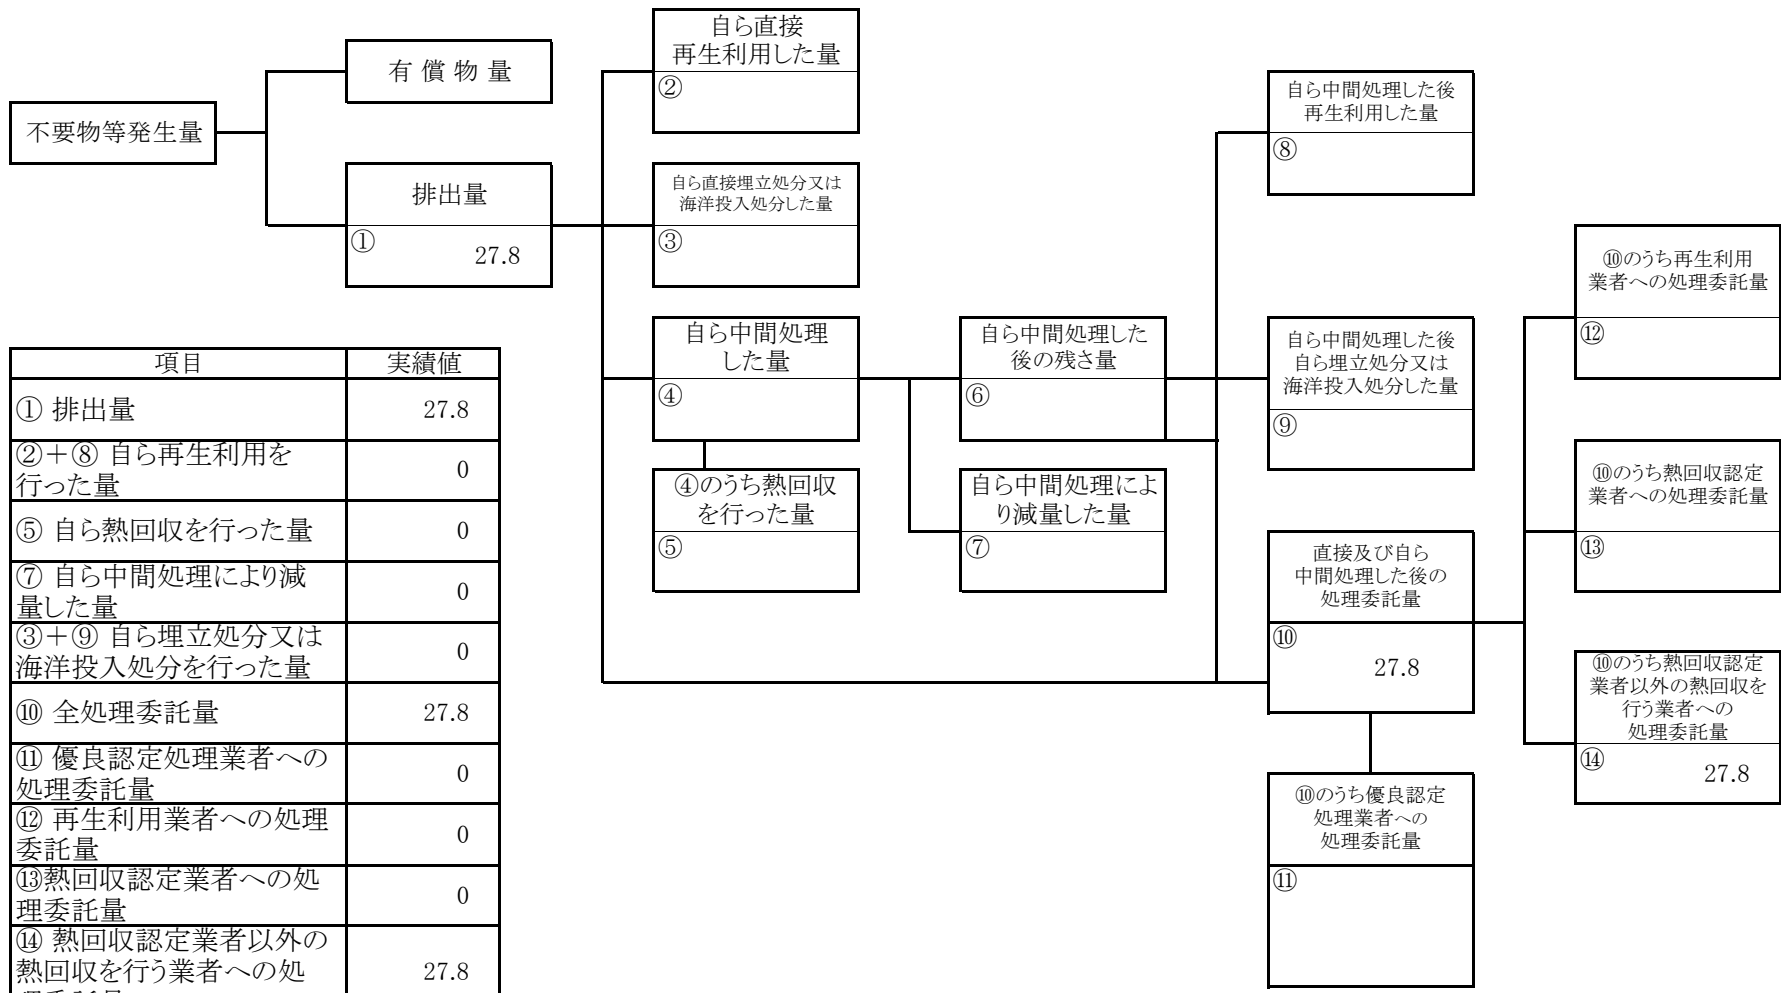 不要物等発生量
有 償 物 量
排出量
①
27.8
自ら直接
再生利用した量
②
自ら直接埋立処分又は
海洋投入処分した量
③
自ら中間処理
した量
④
④のうち熱回収
を行った量
⑤
自ら中間処理した
後の残さ量
⑥
自ら中間処理によ
り減量した量
⑦
自ら中間処理した後
再生利用した量
⑧
自ら中間処理した後
自ら埋立処分又は
海洋投入処分した量
⑨
直接及び自ら
中間処理した後の
処理委託量
⑩
27.8
⑩のうち優良認定
処理業者への
処理委託量
⑪
⑩のうち再生利用
業者への処理委託量
⑫
⑩のうち熱回収認定
業者への処理委託量
⑬
⑩のうち熱回収認定
業者以外の熱回収を
行う業者への
処理委託量
⑭
27.8
項目 実績値
① 排出量 27.8
②＋⑧ 自ら再生利用を
行った量 0
⑤ 自ら熱回収を行った量 0
⑦ 自ら中間処理により減
量した量 0
③＋⑨ 自ら埋立処分又は
海洋投入処分を行った量 0
⑩ 全処理委託量 27.8
⑪ 優良認定処理業者への
処理委託量 0
⑫ 再生利用業者への処理
委託量 0
⑬熱回収認定業者への処
理委託量 0
⑭ 熱回収認定業者以外の
熱回収を行う業者への処 27.8